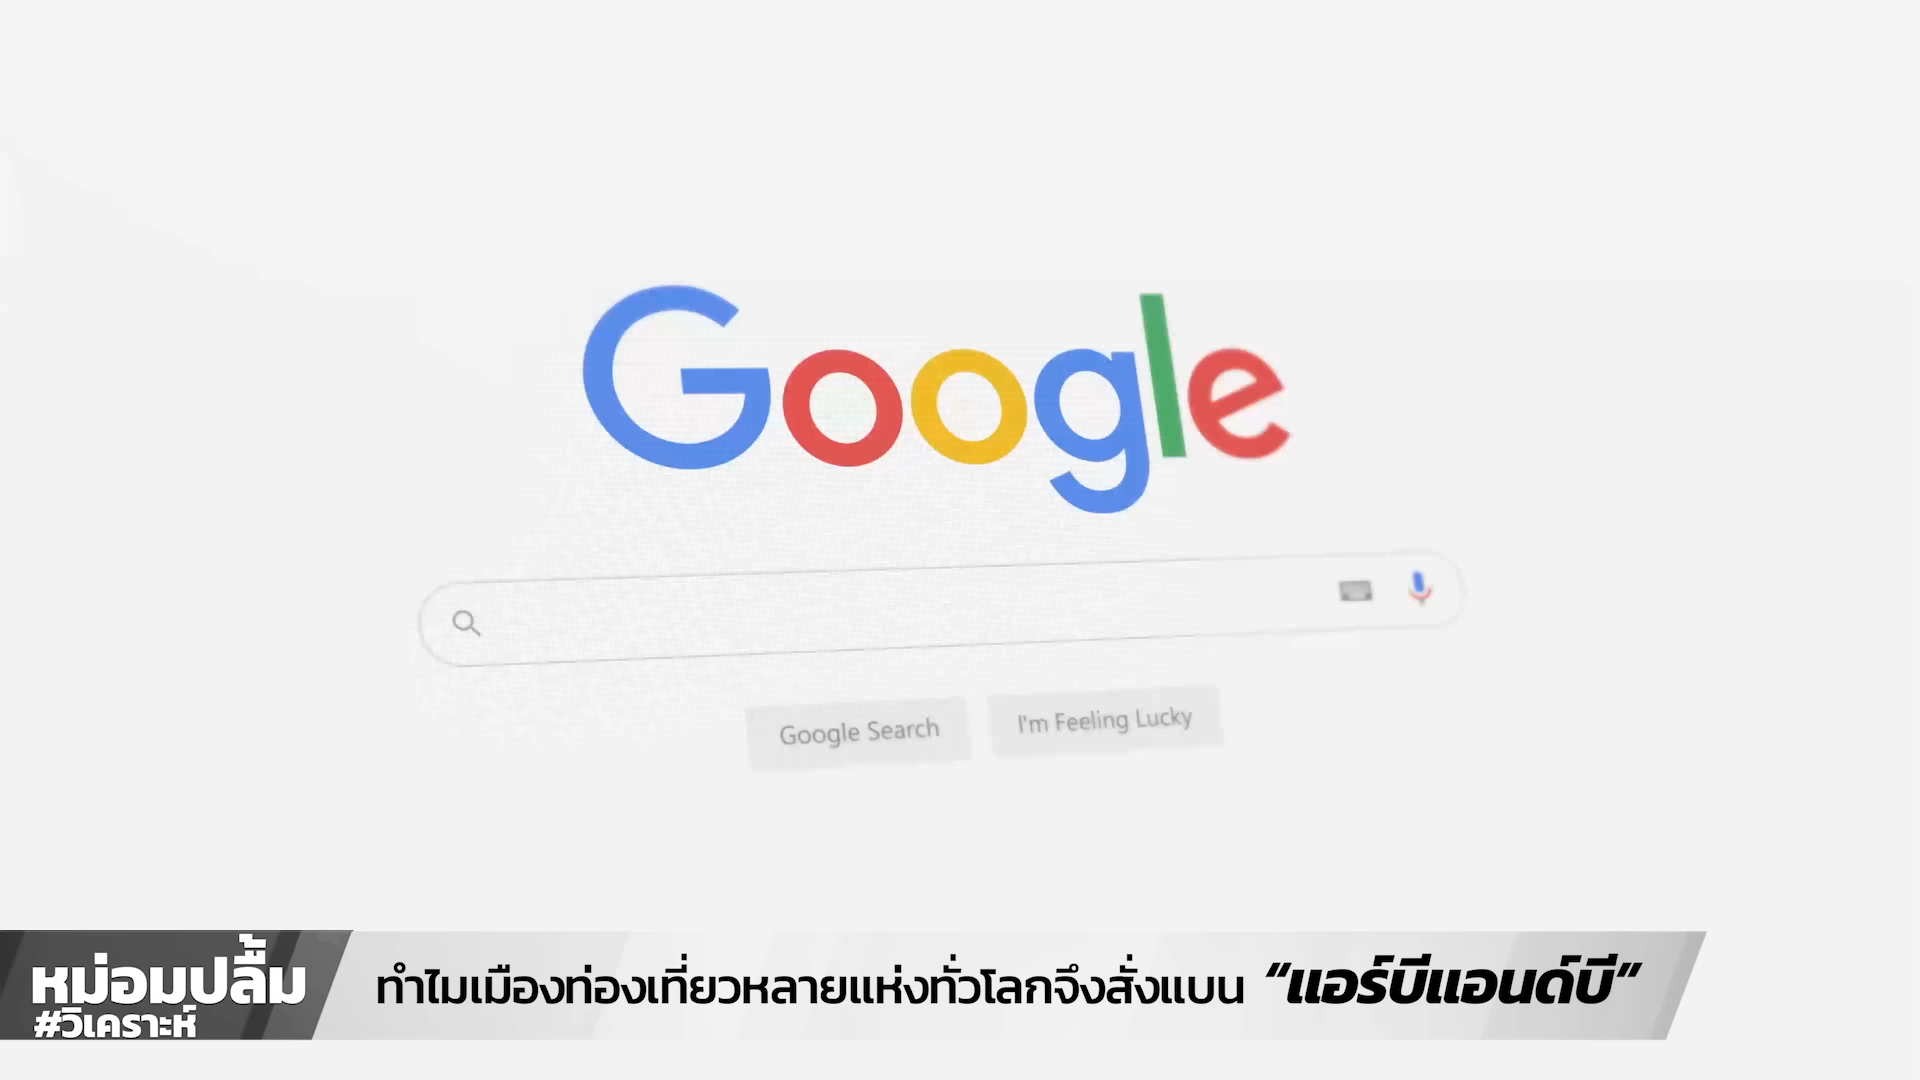 Google
Google Search
I'm Feeling Lucky
หม่อมปลื้ม
#วิเคราะห์
ทำไมเมืองท่องเที่ยวหลายแห่งทั่วโลกจึงสั่งแบน “แอร์บีแอนด์บี”